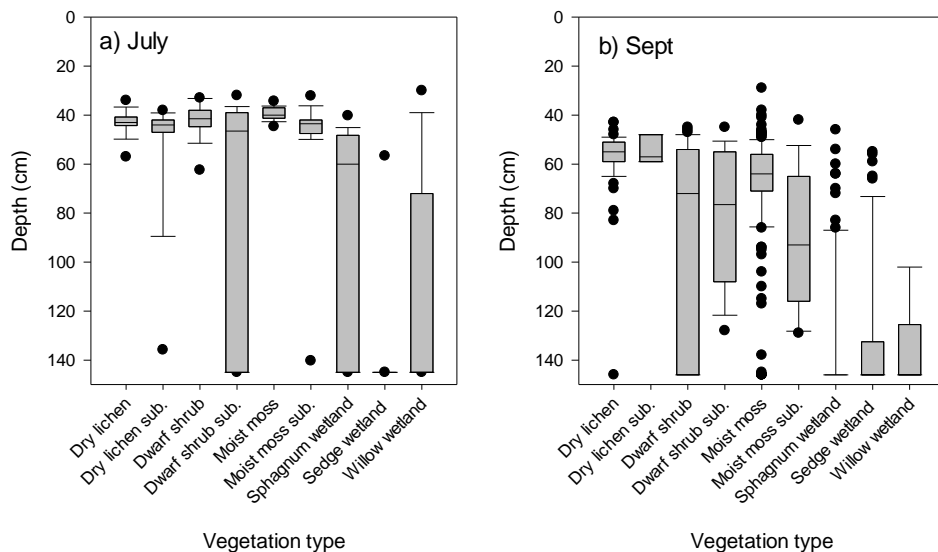 a) July
Depth (cm)
0
20
40
60
80
100
120
140
Dry lichen
Dry lichen sub.
Dwarf shrub
Dwarf shrub sub.
Moist moss
Moist moss sub.
Sphagnum wetland
Sedge wetland
Willow wetland
Vegetation type
b) Sept
Depth (cm)
0
20
40
60
80
100
120
140
Dry lichen
Dry lichen sub.
Dwarf shrub
Dwarf shrub sub.
Moist moss
Moist moss sub.
Sphagnum wetland
Sedge wetland
Willow wetland
Vegetation type